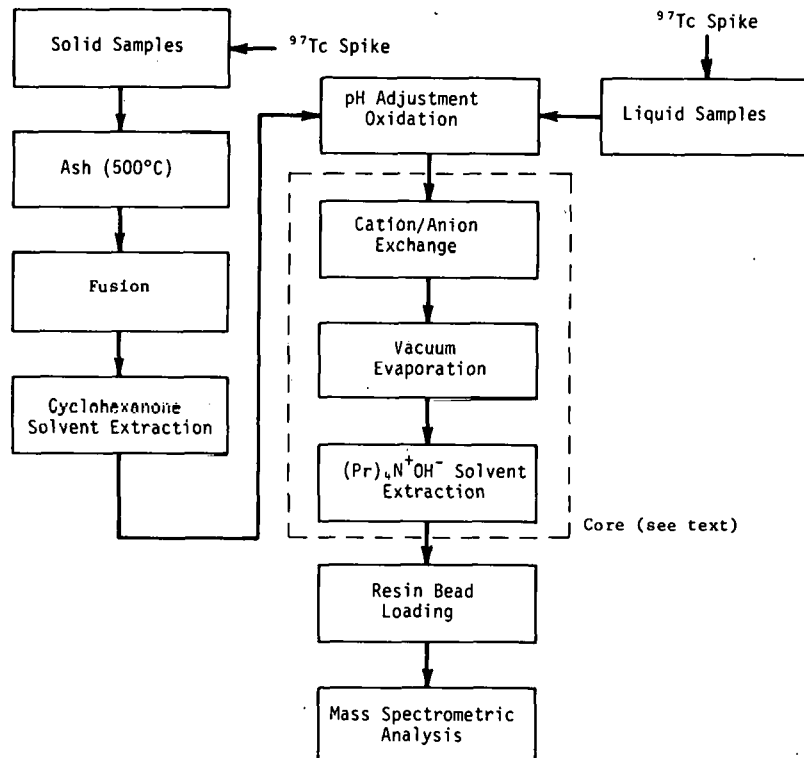 Solid Samples
⁹⁷Tc Spike
Ash (500°C)
Fusion
Cyclohexanone
Solvent Extraction
⁹⁷Tc Spike
Liquid Samples
pH Adjustment
Oxidation
Cation/Anion
Exchange
Vacuum
Evaporation
(Pr)₄N⁺OH⁻ Solvent
Extraction
Core (see text)
Resin Bead
Loading
Mass Spectrometric
Analysis